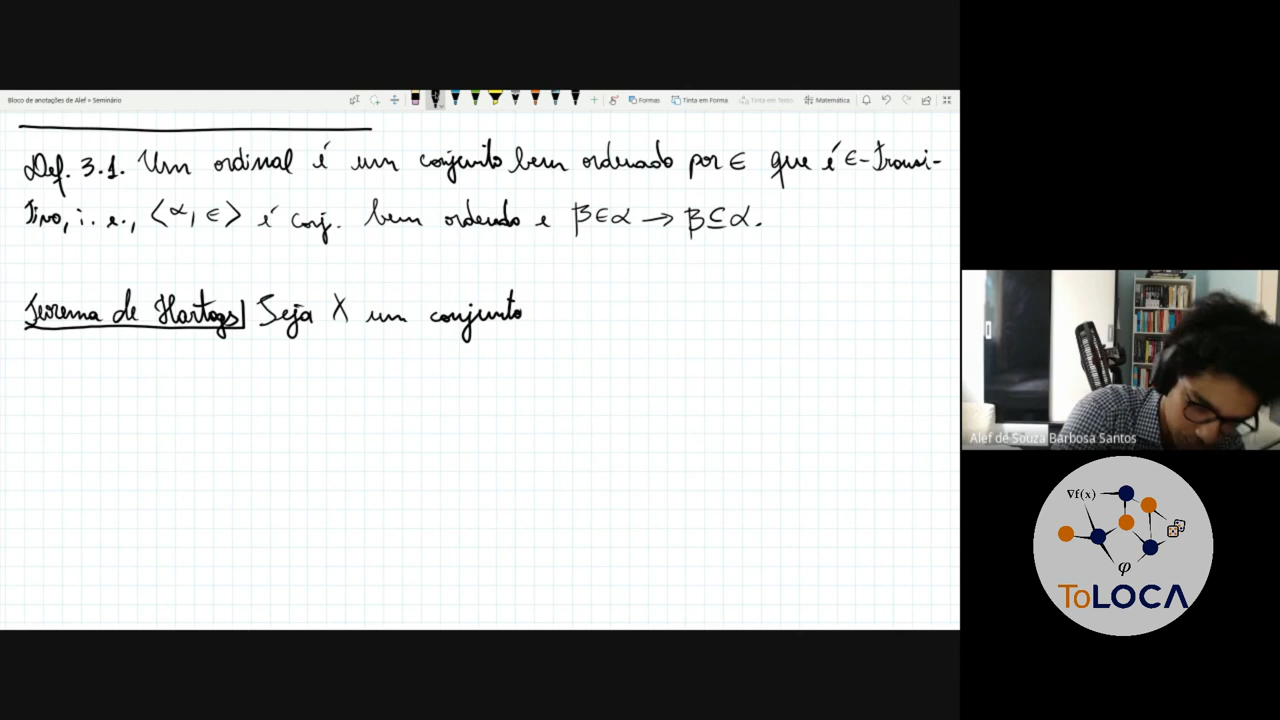 Bloco de anotações de Alef » Seminário
Formas
Tinta em Forma
Tinta em Texto
Matemática
Def. 3.1. Um ordinal é um conjunto bem ordenado por ∈ que é ∈-transi-
tivo, i. e., ⟨α, ∈⟩ é conj. bem ordendo e β∈α → β⊆α.
Teorema de Hartogs| Seja X um conjunto
Alef de Souza Barbosa Santos
∇f(x)
φ
ToLOCA